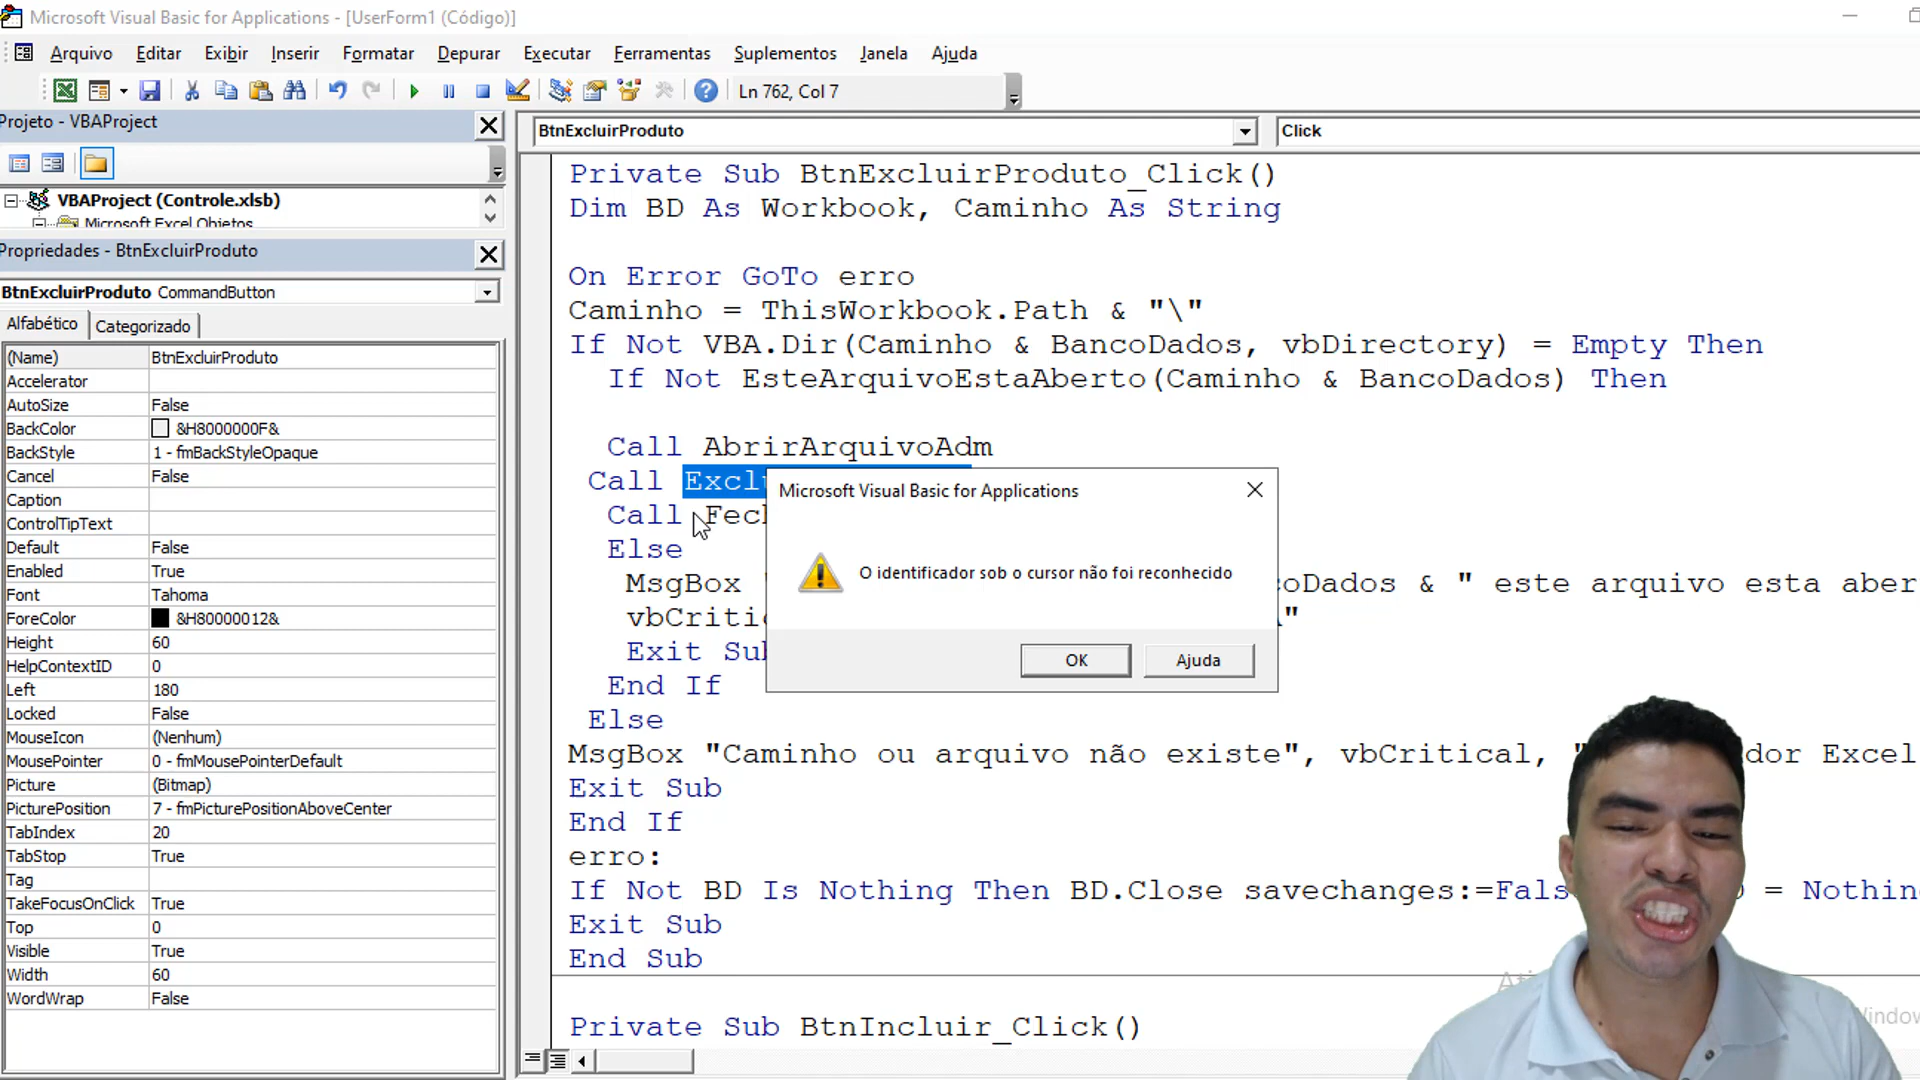 Microsoft Visual Basic for Applications - [UserForm1 (Código)]
Arquivo Editar Exibir Inserir Formatar Depurar Executar Ferramentas Suplementos Janela Ajuda
Ln 762, Col 7
Projeto - VBAProject
VBAProject (Controle.xlsb)
Microsoft Excel Objetos
Propriedades - BtnExcluirProduto
BtnExcluirProduto CommandButton
Alfabético Categorizado
(Name) BtnExcluirProduto
Accelerator
AutoSize False
BackColor &H8000000F&
BackStyle 1 - fmBackStyleOpaque
Cancel False
Caption
ControlTipText
Default False
Enabled True
Font Tahoma
ForeColor &H80000012&
Height 60
HelpContextID 0
Left 180
Locked False
MouseIcon (Nenhum)
MousePointer 0 - fmMousePointerDefault
Picture (Bitmap)
PicturePosition 7 - fmPicturePositionAboveCenter
TabIndex 20
TabStop True
Tag
TakeFocusOnClick True
Top 0
Visible True
Width 60
WordWrap False
BtnExcluirProduto Click
Private Sub BtnExcluirProduto_Click()
Dim BD As Workbook, Caminho As String
On Error GoTo erro
Caminho = ThisWorkbook.Path & "\"
If Not VBA.Dir(Caminho & BancoDados, vbDirectory) = Empty Then
If Not EsteArquivoEstaAberto(Caminho & BancoDados) Then
Call AbrirArquivoAdm
Call Exclu
Call Fech
Else
MsgBox coDados & " este arquivo esta aber
vbCritic "
Exit Sub
End If
Else
MsgBox "Caminho ou arquivo não existe", vbCritical, " dor Excel
Exit Sub
End If
erro:
If Not BD Is Nothing Then BD.Close savechanges:=Fals = Nothing
Exit Sub
End Sub
Private Sub BtnIncluir_Click()
Microsoft Visual Basic for Applications
O identificador sob o cursor não foi reconhecido
OK Ajuda